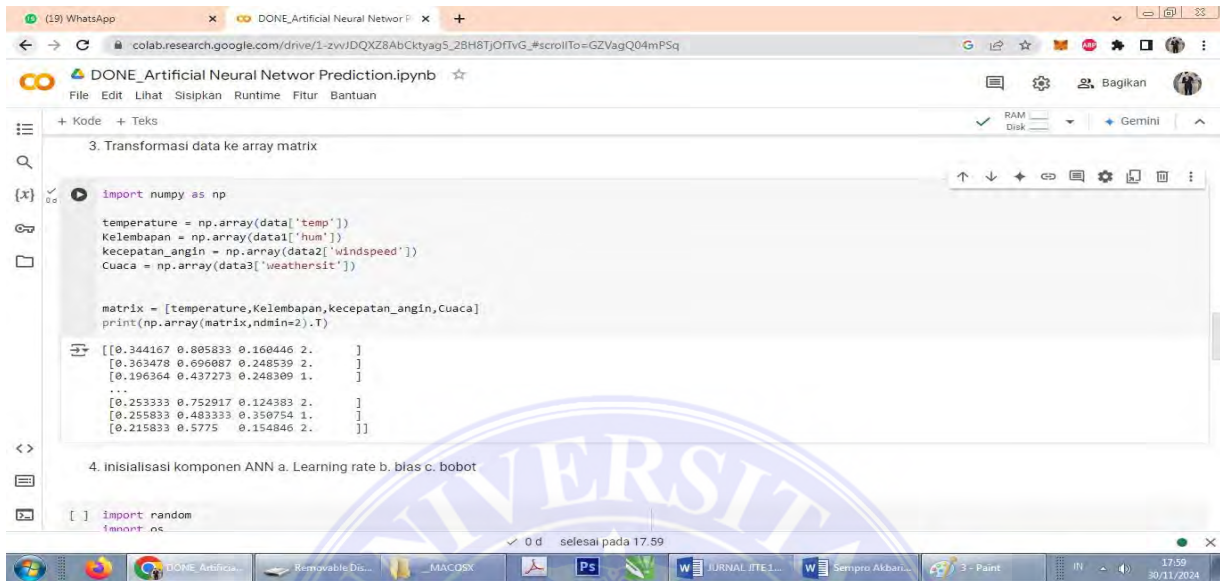 (19) WhatsApp
DONE_Artificial Neural Networ P
colab.research.google.com/drive/1-zvvJDQXZ8AbCktyag5_2BH8TjOfTvG_#scrollTo=GZVagQ04mPSq
DONE_Artificial Neural Networ Prediction.ipynb
File Edit Lihat Sisipkan Runtime Fitur Bantuan
Bagikan
+ Kode + Teks
RAM
Disk
Gemini
3. Transformasi data ke array matrix
{x}
0 d
import numpy as np
temperature = np.array(data['temp'])
Kelembapan = np.array(data1['hum'])
kecepatan_angin = np.array(data2['windspeed'])
Cuaca = np.array(data3['weathersit'])
matrix = [temperature,Kelembapan,kecepatan_angin,Cuaca]
print(np.array(matrix,ndmin=2).T)
[[0.344167 0.805833 0.160446 2.      ]
[0.363478 0.696087 0.248539 2.      ]
[0.196364 0.437273 0.248309 1.      ]
...
[0.253333 0.752917 0.124383 2.      ]
[0.255833 0.483333 0.350754 1.      ]
[0.215833 0.5775   0.154846 2.      ]]
4. inisialisasi komponen ANN a. Learning rate b. bias c. bobot
[ ] import random
import os
0 d selesai pada 17.59
UNIVERSIT
DONE_Artificia...
Removable Dis...
_MACOSX
Ps
JURNAL JITE 1...
Sempro Akbar...
3 - Paint
IN
17:59
30/11/2024